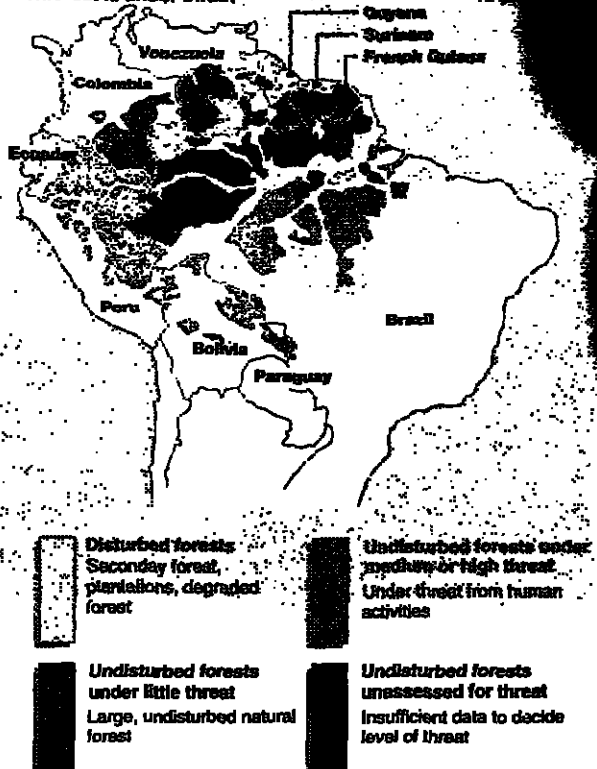 Guyana
Surinam
French Guiana
Venezuela
Colombia
Ecuador
Peru
Brazil
Bolivia
Paraguay
Disturbed forests
Seconday forest,
plantations, degraded
forest
Undisturbed forests under
medium or high threat
Under threat from human
activities
Undisturbed forests
under little threat
Large, undisturbed natural
forest
Undisturbed forests
unassessed for threat
Insufficient data to decide
level of threat